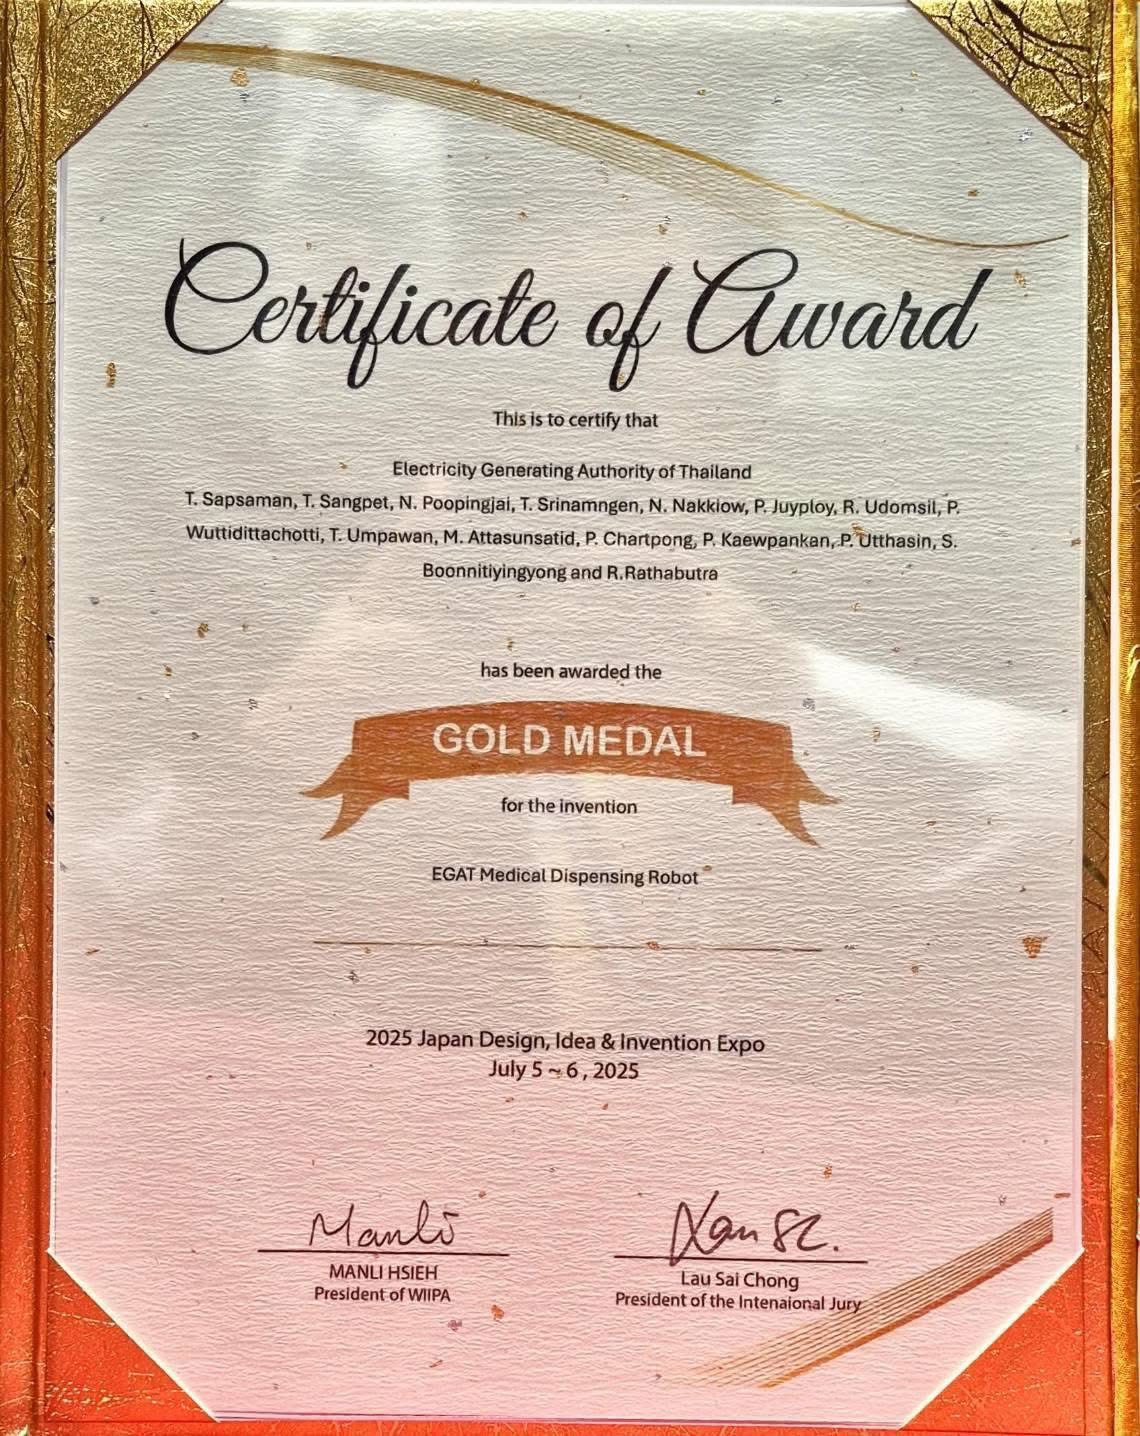 Certificate of Award
This is to certify that
Electricity Generating Authority of Thailand
T. Sapsaman, T. Sangpet, N. Poopingjai, T. Srinamngen, N. Nakkiow, P. Juyploy, R. Udomsil, P.
Wuttidittachotti, T. Umpawan, M. Attasunsatid, P. Chartpong, P. Kaewpankan, P. Utthasin, S.
Boonnitiyingyong and R.Rathabutra
has been awarded the
GOLD MEDAL
for the invention
EGAT Medical Dispensing Robot
2025 Japan Design, Idea & Invention Expo
July 5 ~ 6 , 2025
Manli
Lau SC.
MANLI HSIEH
Lau Sai Chong
President of WIIPA
President of the Intenaional Jury